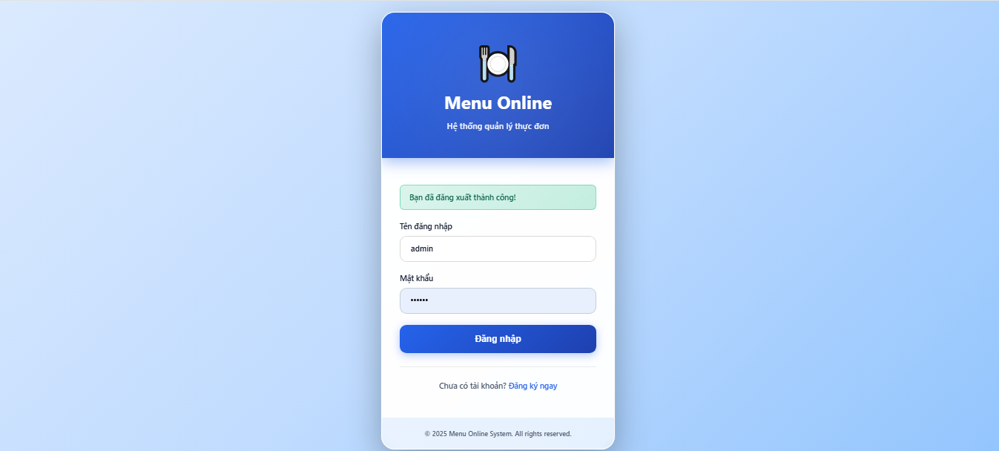 Menu Online
Hệ thống quản lý thực đơn
Bạn đã đăng xuất thành công!
Tên đăng nhập
admin
Mật khẩu
••••••
Đăng nhập
Chưa có tài khoản? Đăng ký ngay
© 2025 Menu Online System. All rights reserved.